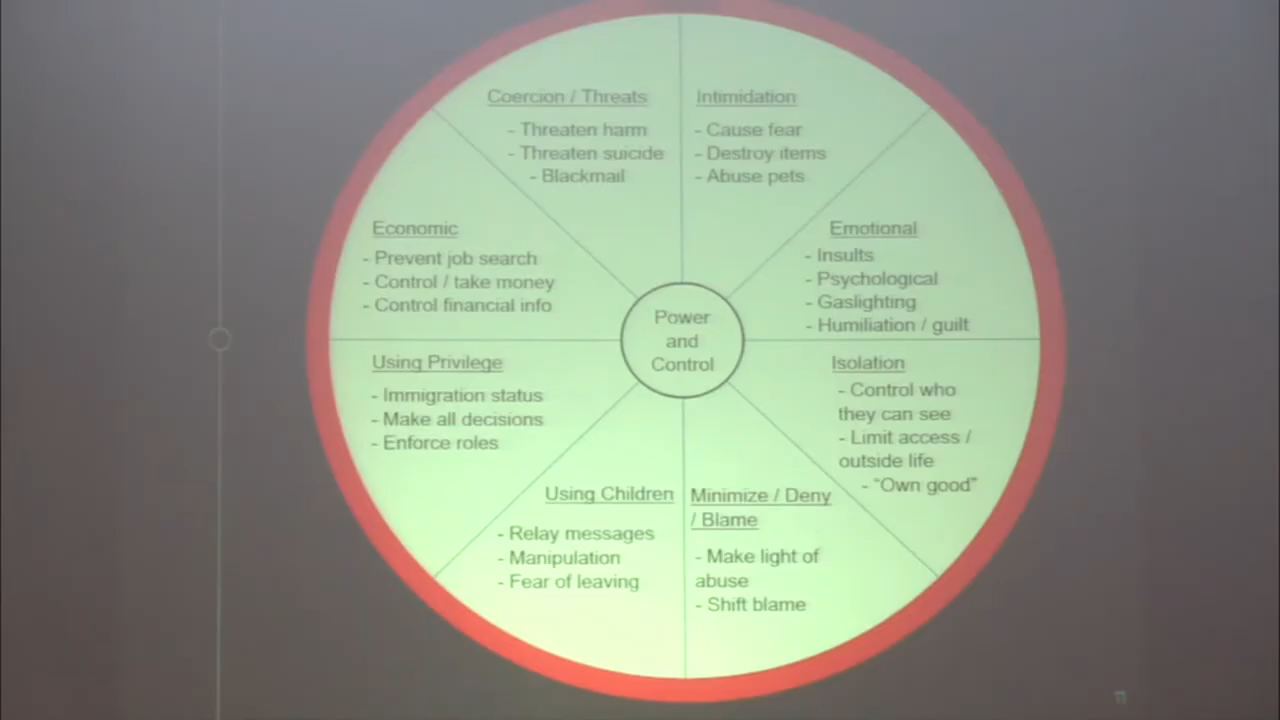 Coercion / Threats
- Threaten harm
- Threaten suicide
- Blackmail
Intimidation
- Cause fear
- Destroy items
- Abuse pets
Emotional
- Insults
- Psychological
- Gaslighting
- Humiliation / guilt
Isolation
- Control who
they can see
- Limit access /
outside life
- “Own good”
Minimize / Deny
/ Blame
- Make light of
abuse
- Shift blame
Using Children
- Relay messages
- Manipulation
- Fear of leaving
Using Privilege
- Immigration status
- Make all decisions
- Enforce roles
Economic
- Prevent job search
- Control / take money
- Control financial info
Power
and
Control